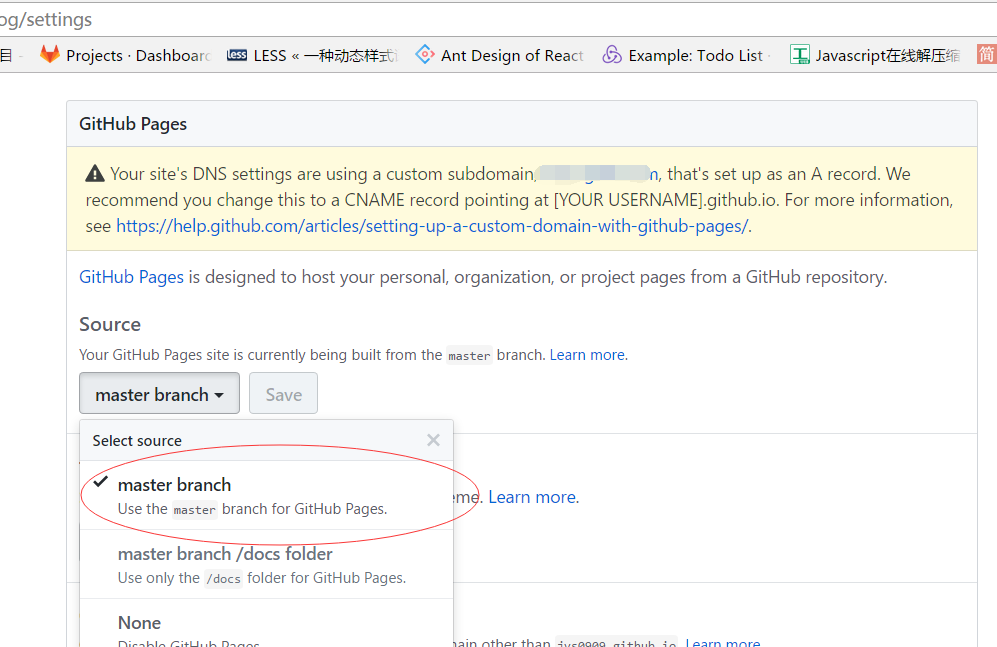 og/settings
目 - Projects · Dashboard LESS « 一种动态样式 Ant Design of React Example: Todo List · Javascript在线解压缩 简
GitHub Pages
Your site's DNS settings are using a custom subdomain, , that's set up as an A record. We
recommend you change this to a CNAME record pointing at [YOUR USERNAME].github.io. For more information,
see https://help.github.com/articles/setting-up-a-custom-domain-with-github-pages/.
GitHub Pages is designed to host your personal, organization, or project pages from a GitHub repository.
Source
Your GitHub Pages site is currently being built from the master branch. Learn more.
master branch Save
Select source
master branch
eme. Learn more.
Use the master branch for GitHub Pages.
master branch /docs folder
Use only the /docs folder for GitHub Pages.
None
Disable GitHub Pages.
main other than jys0909.github.io. Learn more.